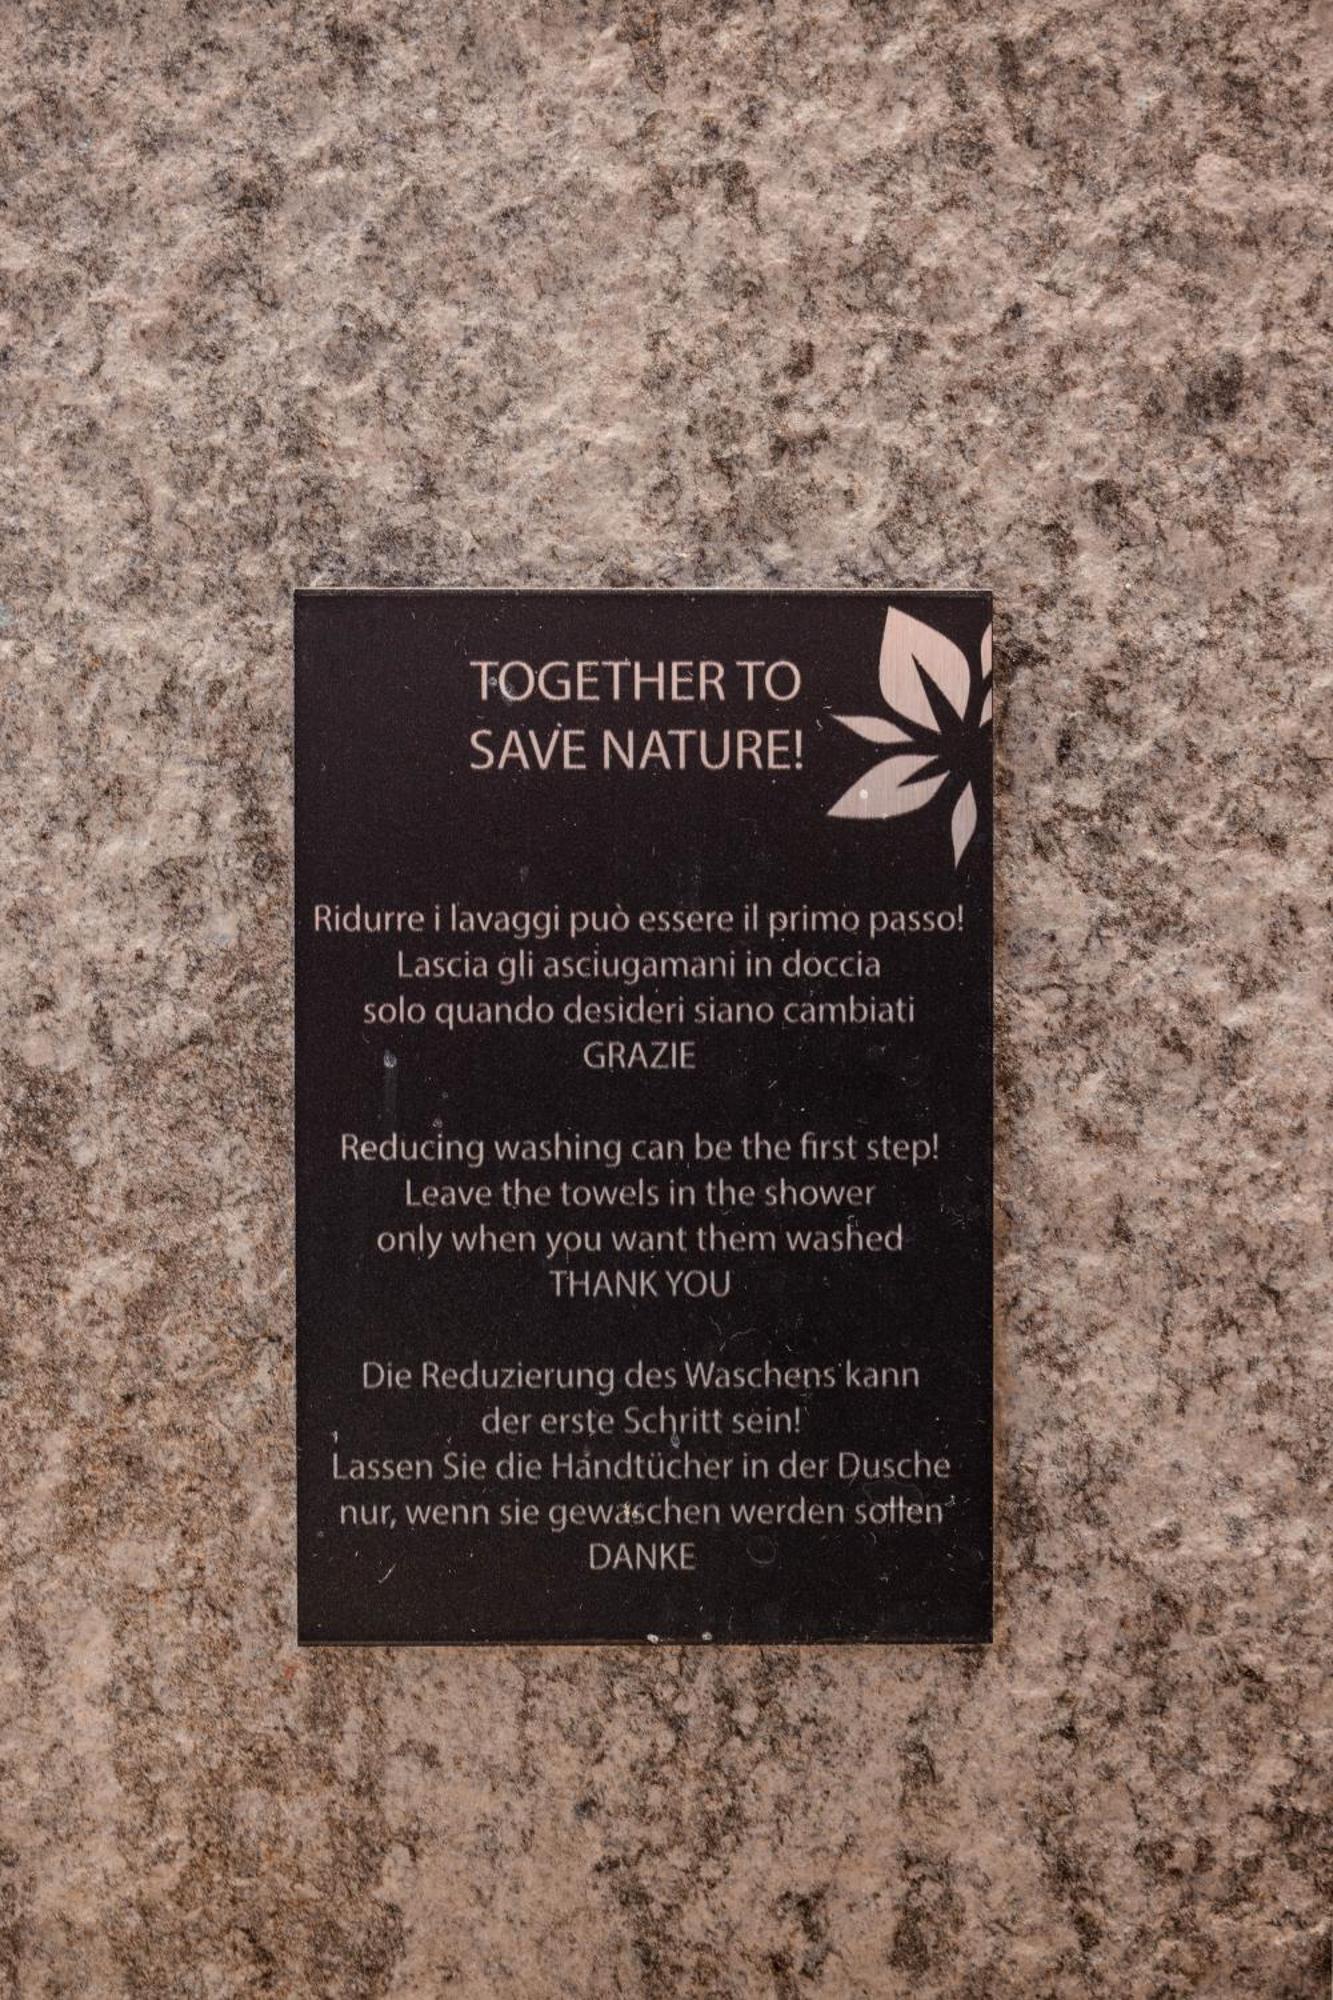 TOGETHER TO
SAVE NATURE!
Ridurre i lavaggi può essere il primo passo!
Lascia gli asciugamani in doccia
solo quando desideri siano cambiati
GRAZIE
Reducing washing can be the first step!
Leave the towels in the shower
only when you want them washed
THANK YOU
Die Reduzierung des Waschens kann
der erste Schritt sein!
Lassen Sie die Handtücher in der Dusche
nur, wenn sie gewaschen werden sollen
DANKE